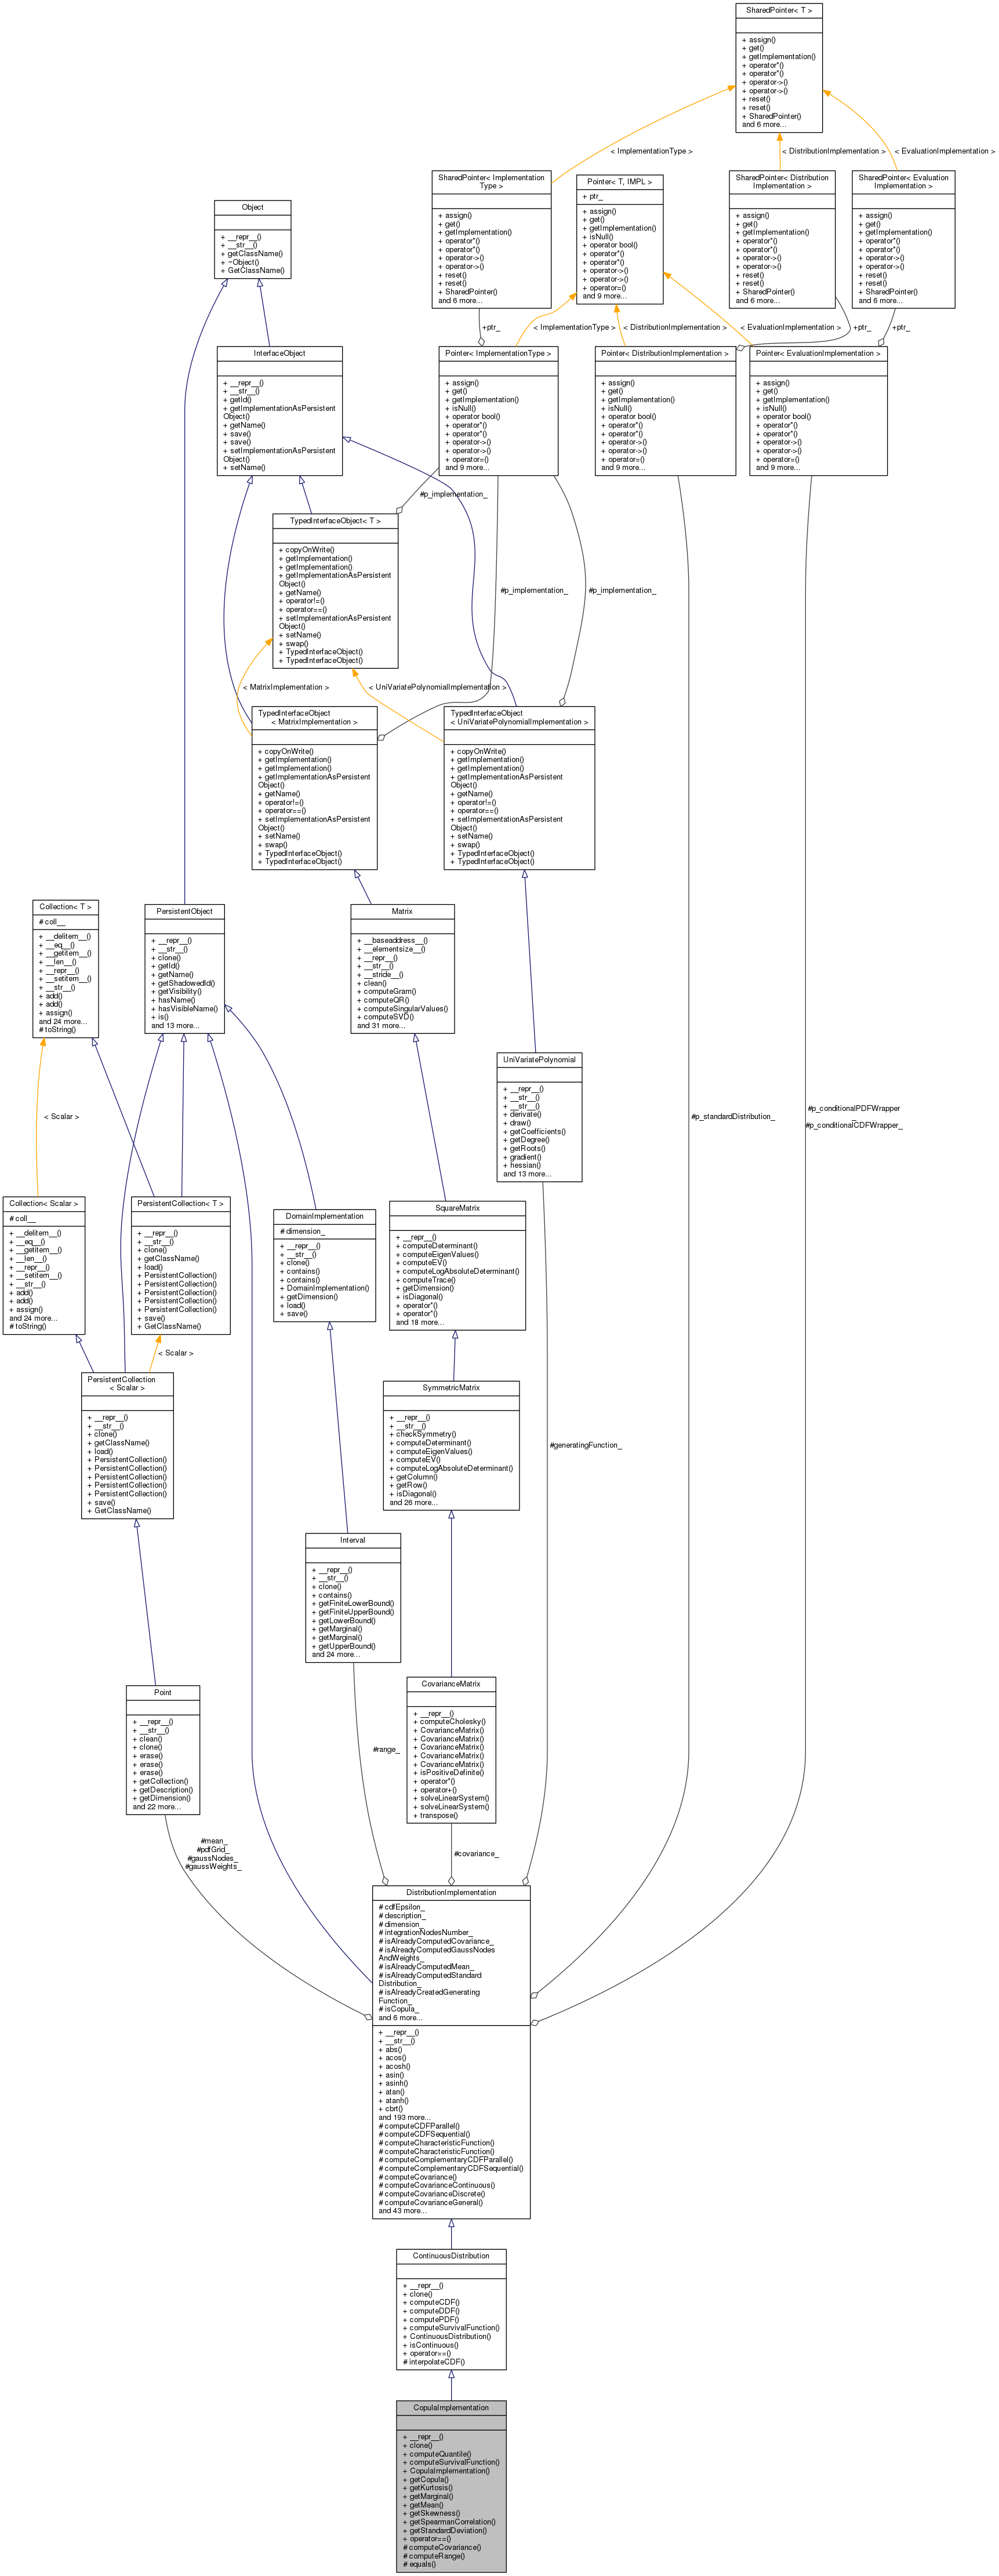 SharedPointer< T >
+ assign()
+ get()
+ getImplementation()
+ operator*()
+ operator*()
+ operator->()
+ operator->()
+ reset()
+ reset()
+ SharedPointer()
and 6 more...
< ImplementationType >
< DistributionImplementation >
< EvaluationImplementation >
SharedPointer< Implementation
Type >
+ assign()
+ get()
+ getImplementation()
+ operator*()
+ operator*()
+ operator->()
+ operator->()
+ reset()
+ reset()
+ SharedPointer()
and 6 more...
Pointer< T, IMPL >
+ ptr_
+ assign()
+ get()
+ getImplementation()
+ isNull()
+ operator bool()
+ operator*()
+ operator*()
+ operator->()
+ operator->()
+ operator=()
and 9 more...
SharedPointer< Distribution
Implementation >
+ assign()
+ get()
+ getImplementation()
+ operator*()
+ operator*()
+ operator->()
+ operator->()
+ reset()
+ reset()
+ SharedPointer()
and 6 more...
SharedPointer< Evaluation
Implementation >
+ assign()
+ get()
+ getImplementation()
+ operator*()
+ operator*()
+ operator->()
+ operator->()
+ reset()
+ reset()
+ SharedPointer()
and 6 more...
Object
+ __repr__()
+ __str__()
+ getClassName()
+ ~Object()
+ GetClassName()
+ptr_
< ImplementationType >
< DistributionImplementation >
< EvaluationImplementation >
+ptr_
+ptr_
InterfaceObject
+ __repr__()
+ __str__()
+ getId()
+ getImplementationAsPersistent
Object()
+ getName()
+ save()
+ save()
+ setImplementationAsPersistent
Object()
+ setName()
Pointer< ImplementationType >
+ assign()
+ get()
+ getImplementation()
+ isNull()
+ operator bool()
+ operator*()
+ operator*()
+ operator->()
+ operator->()
+ operator=()
and 9 more...
Pointer< DistributionImplementation >
+ assign()
+ get()
+ getImplementation()
+ isNull()
+ operator bool()
+ operator*()
+ operator*()
+ operator->()
+ operator->()
+ operator=()
and 9 more...
Pointer< EvaluationImplementation >
+ assign()
+ get()
+ getImplementation()
+ isNull()
+ operator bool()
+ operator*()
+ operator*()
+ operator->()
+ operator->()
+ operator=()
and 9 more...
#p_implementation_
TypedInterfaceObject< T >
+ copyOnWrite()
+ getImplementation()
+ getImplementation()
+ getImplementationAsPersistent
Object()
+ getName()
+ operator!=()
+ operator==()
+ setImplementationAsPersistent
Object()
+ setName()
+ swap()
+ TypedInterfaceObject()
+ TypedInterfaceObject()
#p_implementation_
#p_implementation_
< MatrixImplementation >
< UniVariatePolynomialImplementation >
TypedInterfaceObject
< MatrixImplementation >
+ copyOnWrite()
+ getImplementation()
+ getImplementation()
+ getImplementationAsPersistent
Object()
+ getName()
+ operator!=()
+ operator==()
+ setImplementationAsPersistent
Object()
+ setName()
+ swap()
+ TypedInterfaceObject()
+ TypedInterfaceObject()
TypedInterfaceObject
< UniVariatePolynomialImplementation >
+ copyOnWrite()
+ getImplementation()
+ getImplementation()
+ getImplementationAsPersistent
Object()
+ getName()
+ operator!=()
+ operator==()
+ setImplementationAsPersistent
Object()
+ setName()
+ swap()
+ TypedInterfaceObject()
+ TypedInterfaceObject()
Collection< T >
# coll__
+ __delitem__()
+ __eq__()
+ __getitem__()
+ __len__()
+ __repr__()
+ __setitem__()
+ __str__()
+ add()
+ add()
+ assign()
and 24 more...
# toString()
PersistentObject
+ __repr__()
+ __str__()
+ clone()
+ getId()
+ getName()
+ getShadowedId()
+ getVisibility()
+ hasName()
+ hasVisibleName()
+ is()
and 13 more...
Matrix
+ __baseaddress__()
+ __elementsize__()
+ __repr__()
+ __str__()
+ __stride__()
+ clean()
+ computeGram()
+ computeQR()
+ computeSingularValues()
+ computeSVD()
and 31 more...
UniVariatePolynomial
+ __repr__()
+ __str__()
+ __str__()
+ derivate()
+ draw()
+ getCoefficients()
+ getDegree()
+ getRoots()
+ gradient()
+ hessian()
and 13 more...
< Scalar >
#p_standardDistribution_
#p_conditionalPDFWrapper
_
#p_conditionalCDFWrapper_
Collection< Scalar >
# coll__
+ __delitem__()
+ __eq__()
+ __getitem__()
+ __len__()
+ __repr__()
+ __setitem__()
+ __str__()
+ add()
+ add()
+ assign()
and 24 more...
# toString()
PersistentCollection< T >
+ __repr__()
+ __str__()
+ clone()
+ getClassName()
+ load()
+ PersistentCollection()
+ PersistentCollection()
+ PersistentCollection()
+ PersistentCollection()
+ PersistentCollection()
+ save()
+ GetClassName()
DomainImplementation
# dimension_
+ __repr__()
+ __str__()
+ clone()
+ contains()
+ contains()
+ DomainImplementation()
+ getDimension()
+ load()
+ save()
SquareMatrix
+ __repr__()
+ computeDeterminant()
+ computeEigenValues()
+ computeEV()
+ computeLogAbsoluteDeterminant()
+ computeTrace()
+ getDimension()
+ isDiagonal()
+ operator*()
+ operator*()
and 18 more...
< Scalar >
PersistentCollection
< Scalar >
+ __repr__()
+ __str__()
+ clone()
+ getClassName()
+ load()
+ PersistentCollection()
+ PersistentCollection()
+ PersistentCollection()
+ PersistentCollection()
+ PersistentCollection()
+ save()
+ GetClassName()
SymmetricMatrix
+ __repr__()
+ __str__()
+ checkSymmetry()
+ computeDeterminant()
+ computeEigenValues()
+ computeEV()
+ computeLogAbsoluteDeterminant()
+ getColumn()
+ getRow()
+ isDiagonal()
and 26 more...
#generatingFunction_
Interval
+ __repr__()
+ __str__()
+ clone()
+ contains()
+ getFiniteLowerBound()
+ getFiniteUpperBound()
+ getLowerBound()
+ getMarginal()
+ getMarginal()
+ getUpperBound()
and 24 more...
Point
+ __repr__()
+ __str__()
+ clean()
+ clone()
+ erase()
+ erase()
+ erase()
+ getCollection()
+ getDescription()
+ getDimension()
and 22 more...
CovarianceMatrix
+ __repr__()
+ computeCholesky()
+ CovarianceMatrix()
+ CovarianceMatrix()
+ CovarianceMatrix()
+ CovarianceMatrix()
+ CovarianceMatrix()
+ isPositiveDefinite()
+ operator*()
+ operator+()
+ solveLinearSystem()
+ solveLinearSystem()
+ transpose()
#range_
#mean_
#pdfGrid_
#gaussNodes_
#gaussWeights_
#covariance_
DistributionImplementation
# cdfEpsilon_
# description_
# dimension_
# integrationNodesNumber_
# isAlreadyComputedCovariance_
# isAlreadyComputedGaussNodes
AndWeights_
# isAlreadyComputedMean_
# isAlreadyComputedStandard
Distribution_
# isAlreadyCreatedGenerating
Function_
# isCopula_
and 6 more...
+ __repr__()
+ __str__()
+ abs()
+ acos()
+ acosh()
+ asin()
+ asinh()
+ atan()
+ atanh()
+ cbrt()
and 193 more...
# computeCDFParallel()
# computeCDFSequential()
# computeCharacteristicFunction()
# computeCharacteristicFunction()
# computeComplementaryCDFParallel()
# computeComplementaryCDFSequential()
# computeCovariance()
# computeCovarianceContinuous()
# computeCovarianceDiscrete()
# computeCovarianceGeneral()
and 43 more...
ContinuousDistribution
+ __repr__()
+ clone()
+ computeCDF()
+ computeDDF()
+ computePDF()
+ computeSurvivalFunction()
+ ContinuousDistribution()
+ isContinuous()
+ operator==()
# interpolateCDF()
CopulaImplementation
+ __repr__()
+ clone()
+ computeQuantile()
+ computeSurvivalFunction()
+ CopulaImplementation()
+ getCopula()
+ getKurtosis()
+ getMarginal()
+ getMean()
+ getSkewness()
+ getSpearmanCorrelation()
+ getStandardDeviation()
+ operator==()
# computeCovariance()
# computeRange()
# equals()